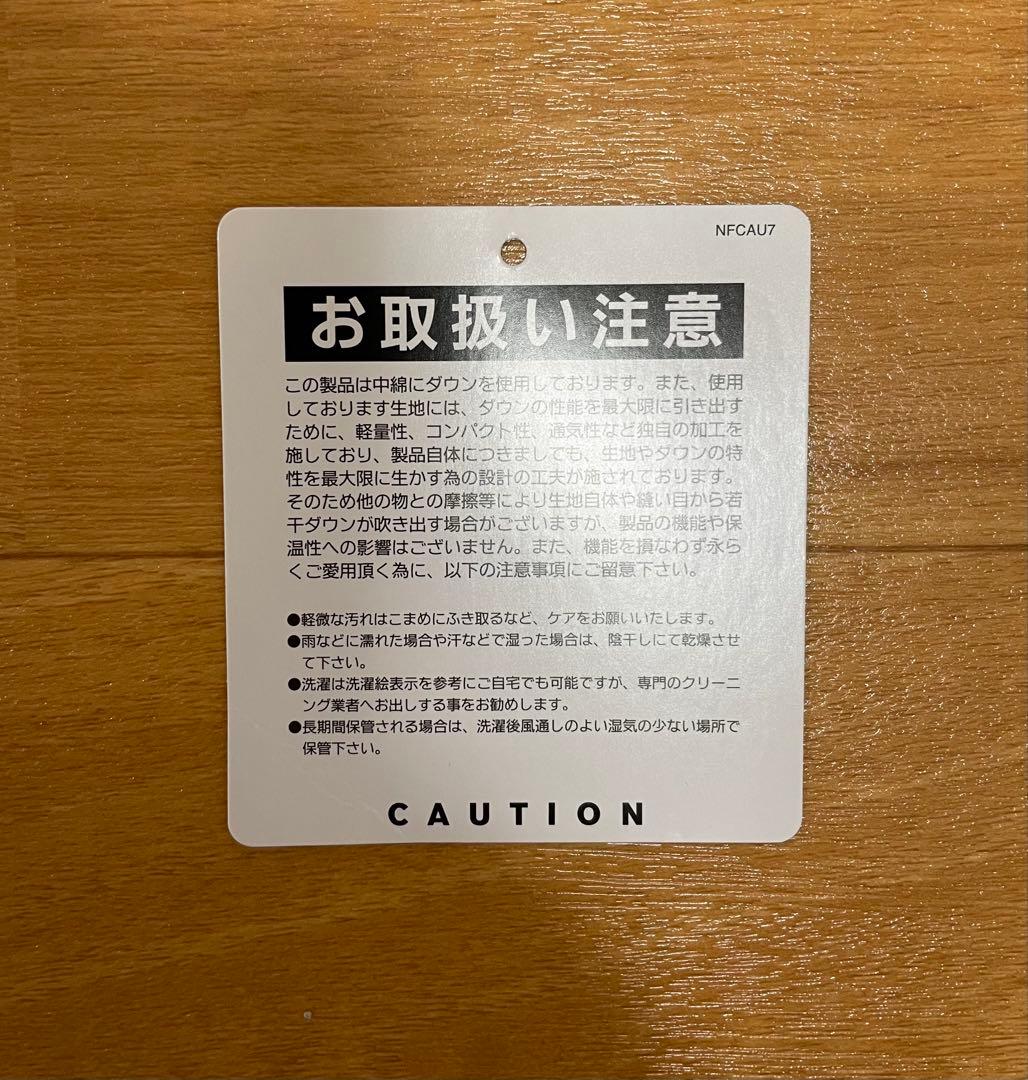 NFCAU7
お取扱い注意
この製品は中綿にダウンを使用しております。また、使用
しております生地には、ダウンの性能を最大限に引き出す
ために、軽量性、コンパクト性、通気性など独自の加工を
施しており、製品自体につきましても、生地やダウンの特
性を最大限に生かす為の設計の工夫が施されております。
そのため他の物との摩擦等により生地自体や縫い目から若
干ダウンが吹き出す場合がございますが、製品の機能や保
温性への影響はございません。また、機能を損なわず永ら
くご愛用頂く為に、以下の注意事項にご留意下さい。
●軽微な汚れはこまめにふき取るなど、ケアをお願いいたします。
●雨などに濡れた場合や汗などで湿った場合は、陰干しにて乾燥させ
て下さい。
●洗濯は洗濯絵表示を参考にご自宅でも可能ですが、専門のクリーニ
ング業者へお出しする事をお勧めします。
●長期間保管される場合は、洗濯後風通しのよい湿気の少ない場所で
保管下さい。
CAUTION